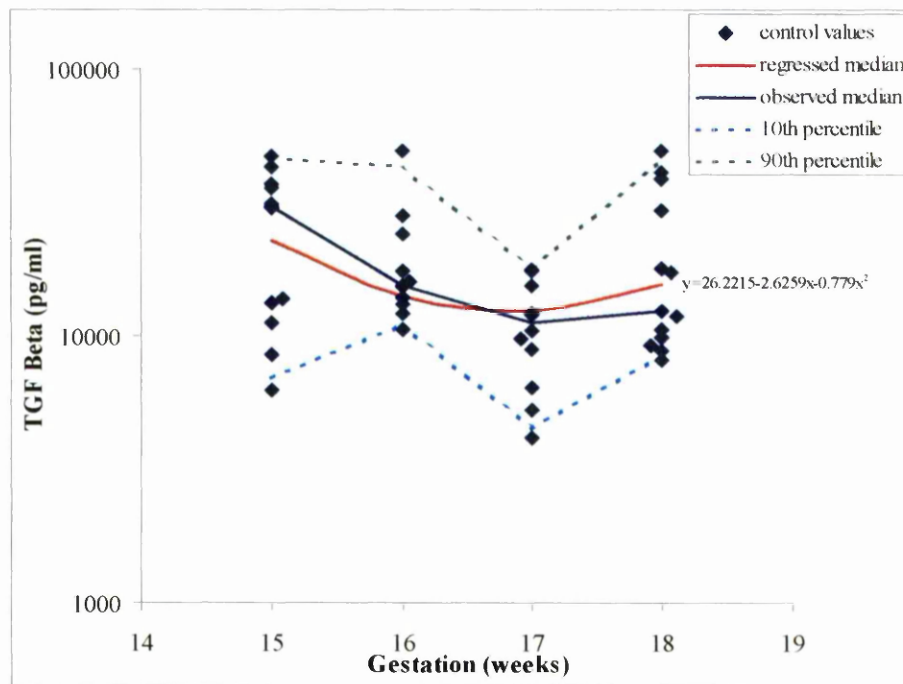 control values
regressed median
observed median
10th percentile
90th percentile
100000
10000
1000
TGF Beta (pg/ml)
y=26.2215-2.6259x-0.779x²
14 15 16 17 18 19
Gestation (weeks)